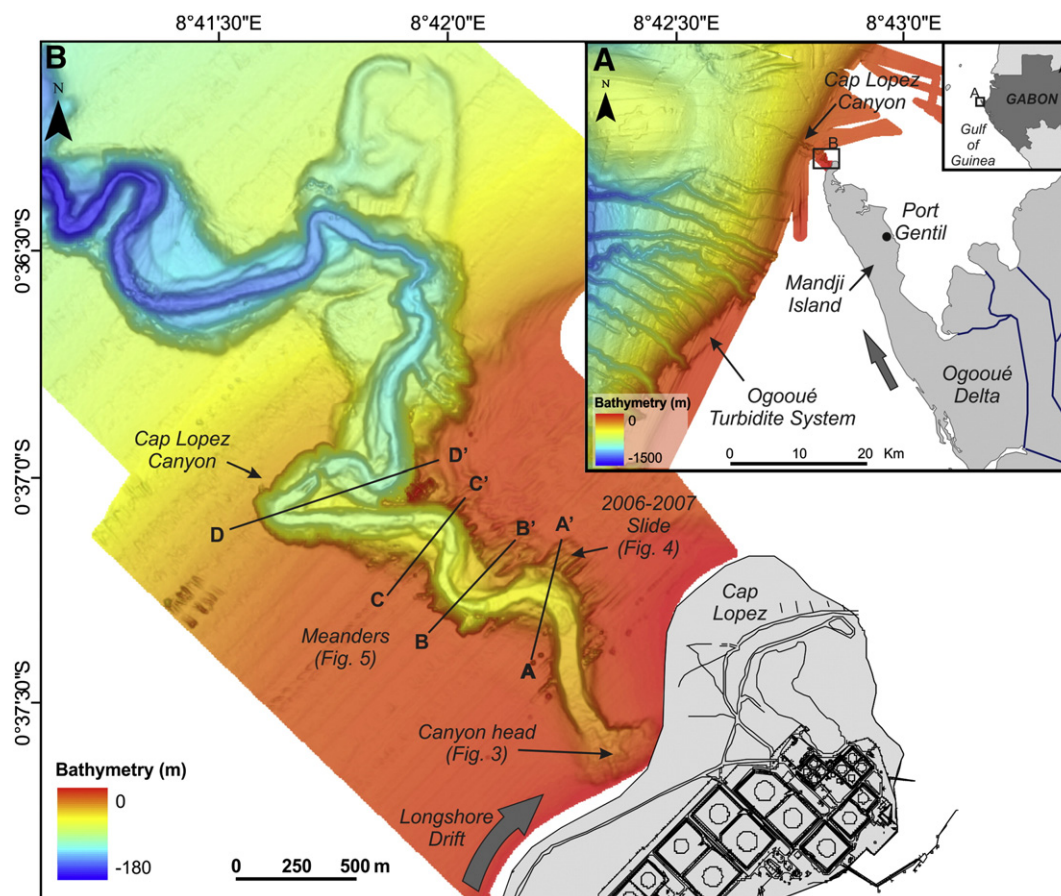 8°41'30"E
8°42'0"E
8°42'30"E
8°43'0"E
B
N
A
N
Cap Lopez
Canyon
B
A
GABON
Gulf
of
Guinea
Port
Gentil
Mandji
Island
Ogooué
Delta
Ogooué
Turbidite System
Bathymetry (m)
0
-1500
0 10 20 Km
0°36'30"S
0°37'0"S
0°37'30"S
Cap Lopez
Canyon
D'
C'
D
B'
A'
2006-2007
Slide
(Fig. 4)
C
Meanders
(Fig. 5)
B
A
Cap
Lopez
Canyon head
(Fig. 3)
Longshore
Drift
Bathymetry (m)
0
-180
0 250 500 m